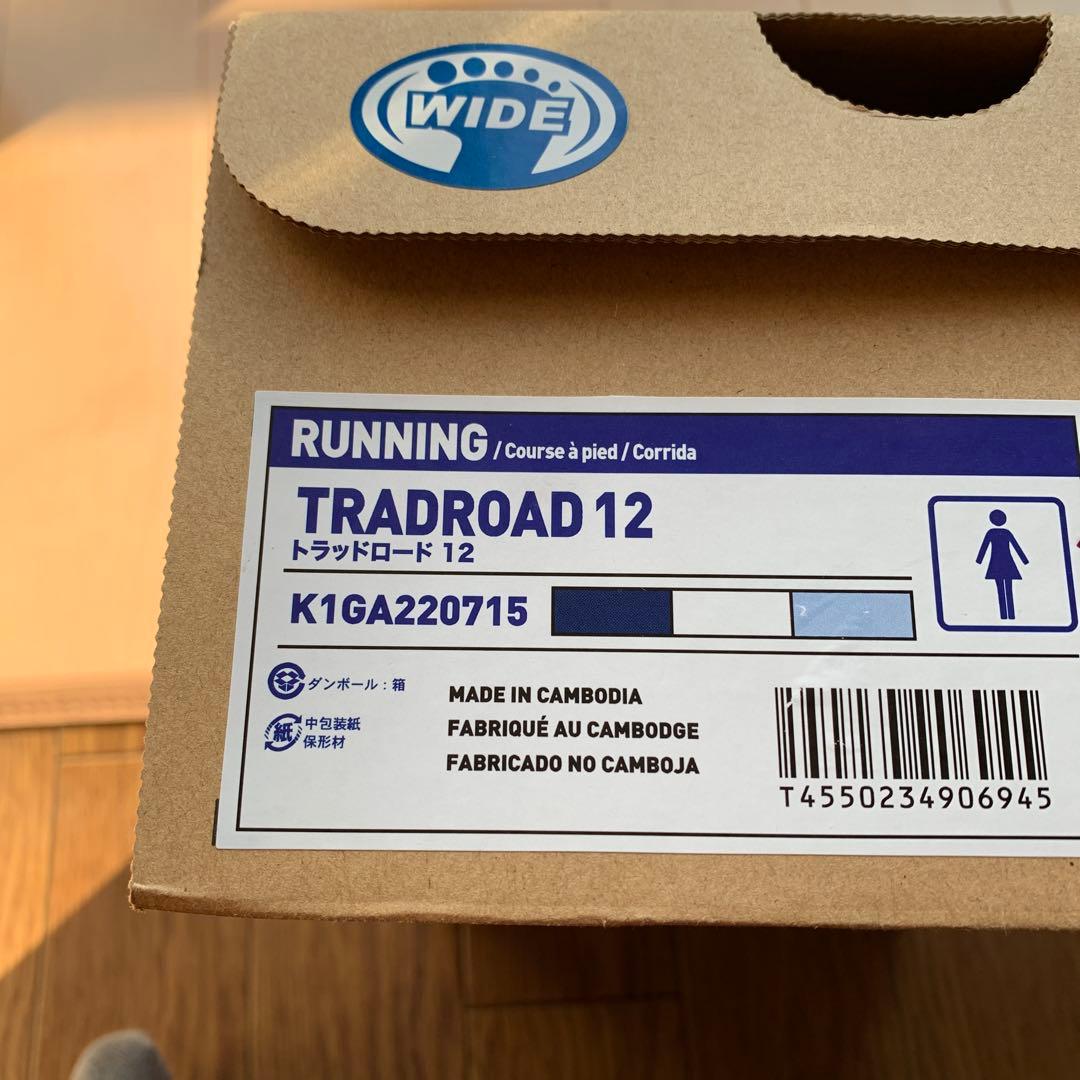 WIDE
RUNNING / Course à pied / Corrida
TRADROAD 12
トラッドロード 12
K1GA220715
ダンボール：箱
紙 中包装紙
保形材
MADE IN CAMBODIA
FABRIQUÉ AU CAMBODGE
FABRICADO NO CAMBOJA
T4550234906945